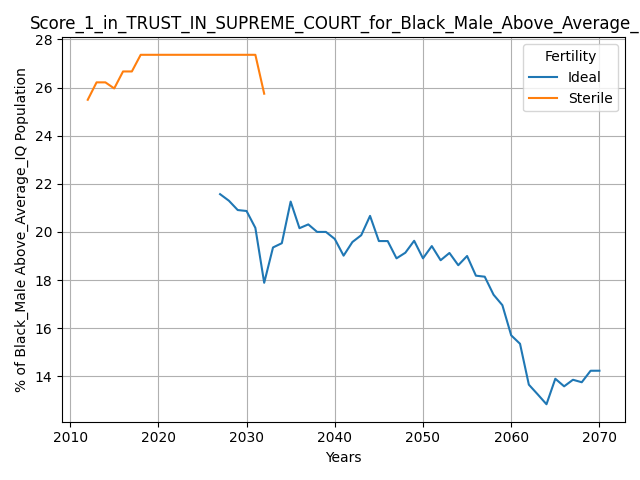 Score_1_in_TRUST_IN_SUPREME_COURT_for_Black_Male_Above_Average_
Fertility
Ideal
Sterile
% of Black_Male Above_Average_IQ Population
28
26
24
22
20
18
16
14
2010 2020 2030 2040 2050 2060 2070
Years